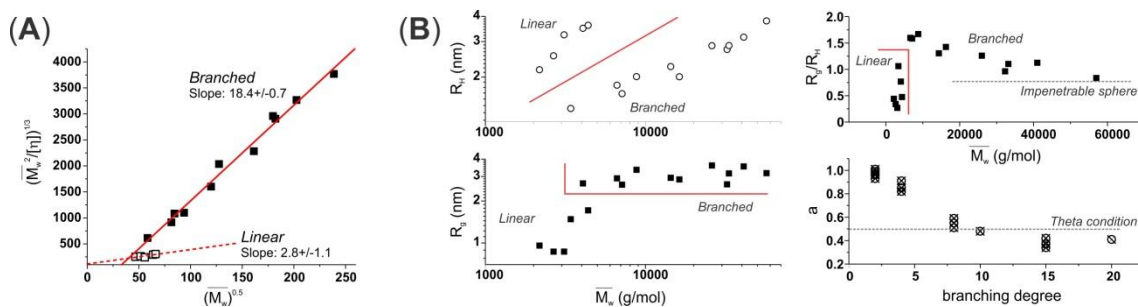 (A)
(M̅w²/[η])^1/3
4000
3500
3000
2500
2000
1500
1000
500
Branched
Slope: 18.4+/-0.7
Linear
Slope: 2.8+/-1.1
0 50 100 150 200 250
(M̅w)^0.5
(B)
RH (nm)
4
3
2
Linear
Branched
1000 10000
Rg (nm)
4
3
2
1
Linear
Branched
1000 10000
M̅w (g/mol)
Rg/RH
2.0
1.5
1.0
0.5
0.0
Linear
Branched
Impenetrable sphere
0 20000 40000 60000
M̅w (g/mol)
a
1.0
0.8
0.6
0.4
0.2
Theta condition
0 5 10 15 20
branching degree